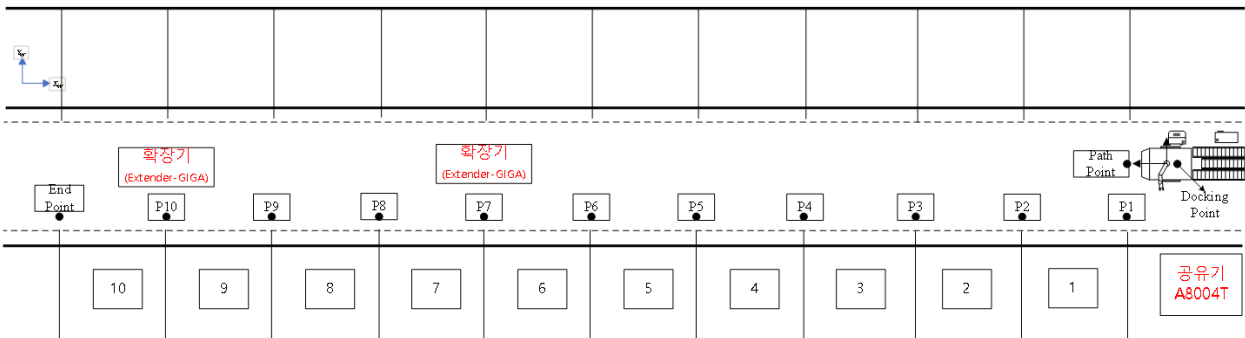 확장기
(Extender-GIGA)
확장기
(Extender-GIGA)
Path
Point
End
Point
P10
P9
P8
P7
P6
P5
P4
P3
P2
P1
Docking
Point
10
9
8
7
6
5
4
3
2
1
공유기
A8004T